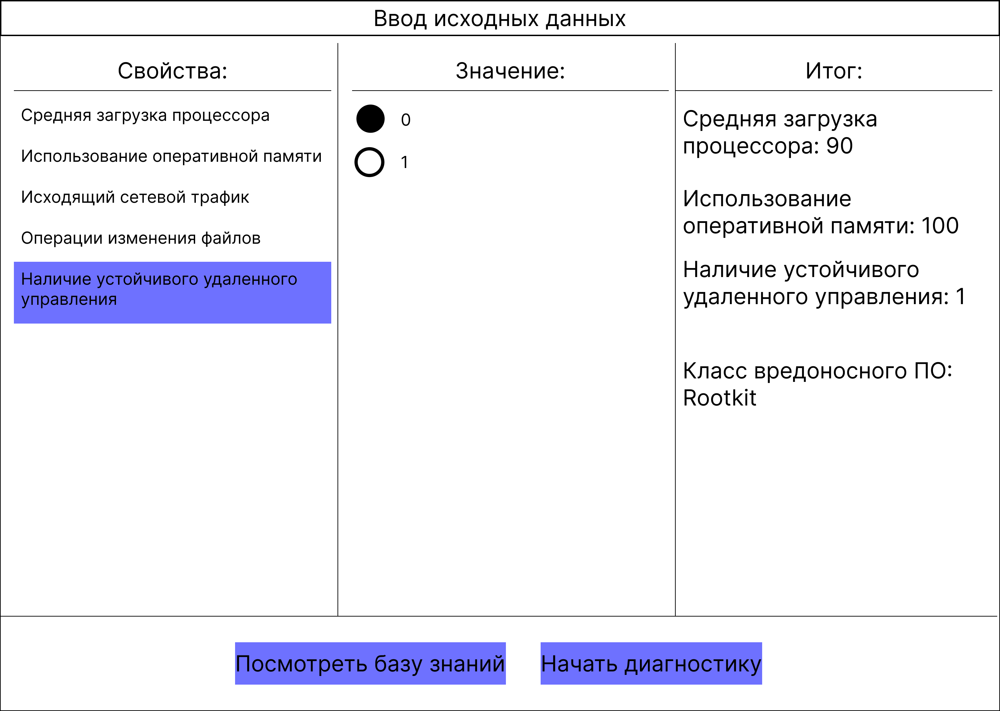 Ввод исходных данных
Свойства:
Средняя загрузка процессора
Использование оперативной памяти
Исходящий сетевой трафик
Операции изменения файлов
Наличие устойчивого удаленного
управления
Значение:
0
1
Итог:
Средняя загрузка
процессора: 90
Использование
оперативной памяти: 100
Наличие устойчивого
удаленного управления: 1
Класс вредоносного ПО:
Rootkit
Посмотреть базу знаний
Начать диагностику